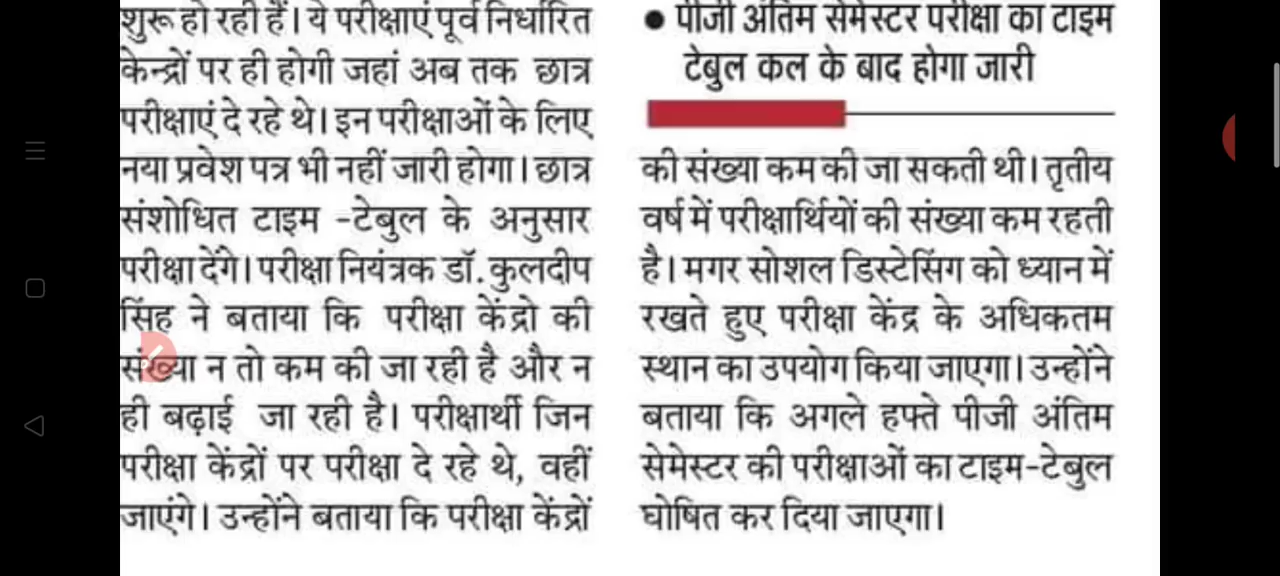 शुरू हो रही हैं। ये परीक्षाएं पूर्व निर्धारित
केन्द्रों पर ही होगी जहां अब तक छात्र
परीक्षाएं दे रहे थे। इन परीक्षाओं के लिए
नया प्रवेश पत्र भी नहीं जारी होगा। छात्र
संशोधित टाइम -टेबुल के अनुसार
परीक्षा देंगे। परीक्षा नियंत्रक डॉ. कुलदीप
सिंह ने बताया कि परीक्षा केंद्रो की
संख्या न तो कम की जा रही है और न
ही बढ़ाई जा रही है। परीक्षार्थी जिन
परीक्षा केंद्रों पर परीक्षा दे रहे थे, वहीं
जाएंगे। उन्होंने बताया कि परीक्षा केंद्रों
● पीजी अंतिम सेमेस्टर परीक्षा का टाइम
टेबुल कल के बाद होगा जारी
की संख्या कम की जा सकती थी। तृतीय
वर्ष में परीक्षार्थियों की संख्या कम रहती
है। मगर सोशल डिस्टेसिंग को ध्यान में
रखते हुए परीक्षा केंद्र के अधिकतम
स्थान का उपयोग किया जाएगा। उन्होंने
बताया कि अगले हफ्ते पीजी अंतिम
सेमेस्टर की परीक्षाओं का टाइम-टेबुल
घोषित कर दिया जाएगा।